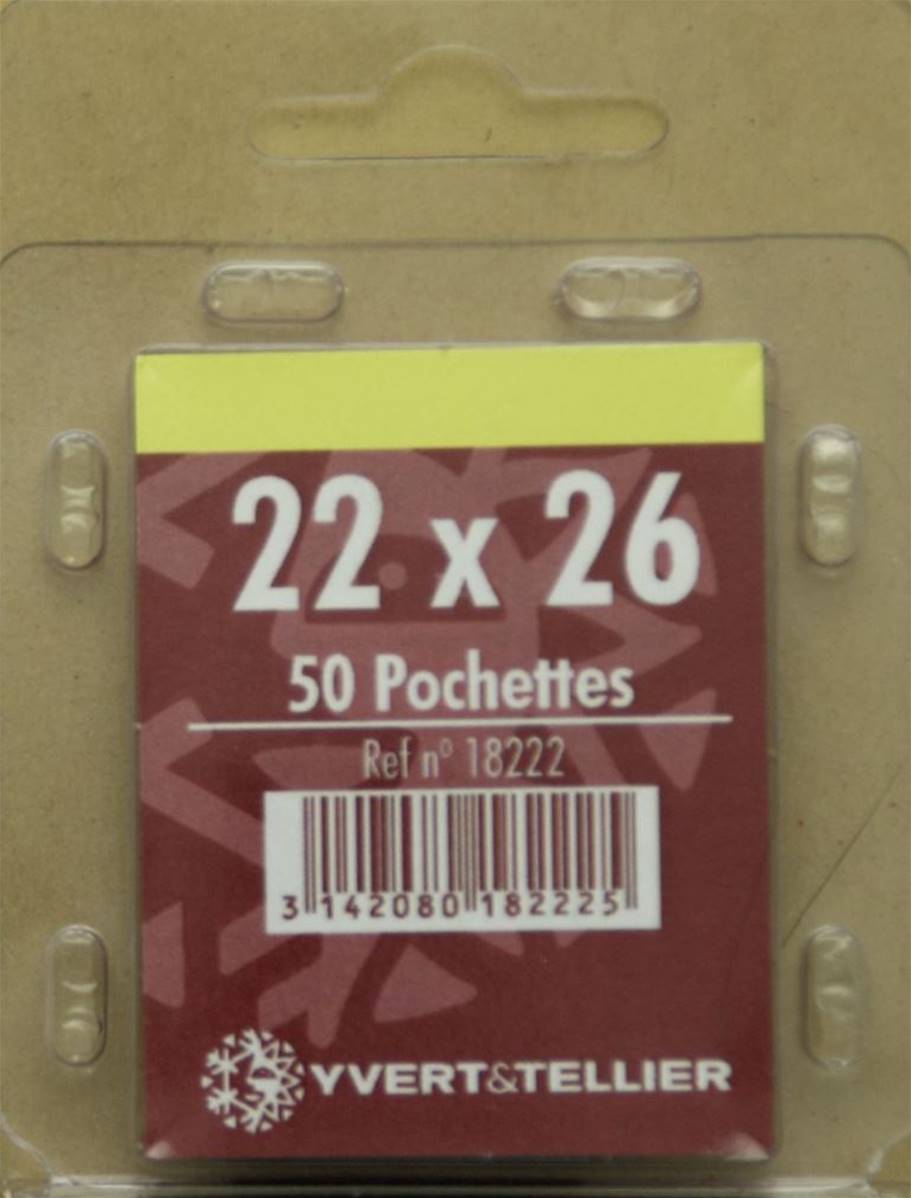 22 x 26
50 Pochettes
Ref n° 18222
3 142080 182225
YVERT&TELLIER